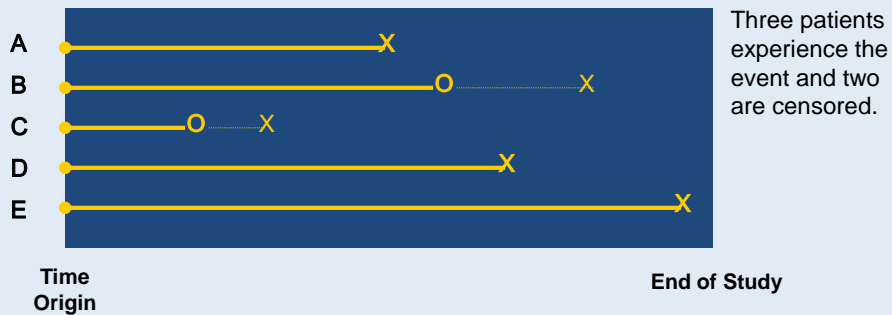 A X
B O X
C O X
D X
E X
Three patients
experience the
event and two
are censored.
Time
Origin
End of Study